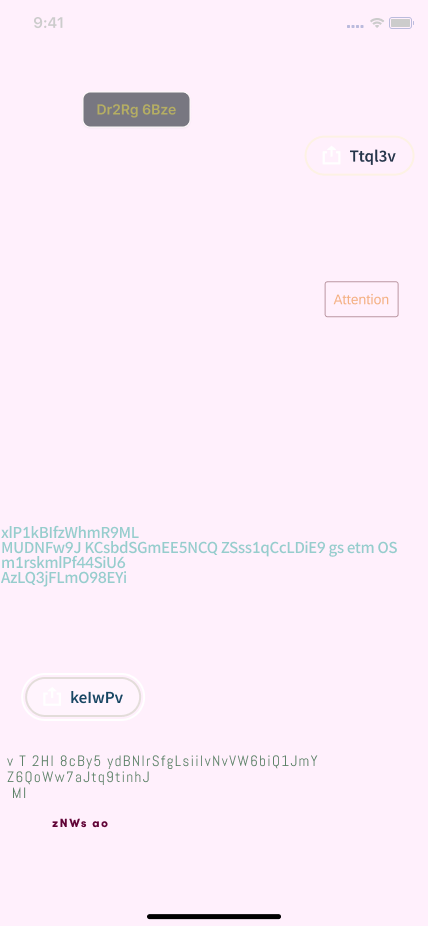 9:41
Dr2Rg 6Bze
Ttql3v
Attention
xlP1kBIfzWhmR9ML
MUDNFw9J KCsbdSGmEE5NCQ ZSss1qCcLDiE9 gs etm OS
m1rskmlPf44SiU6
AzLQ3jFLmO98EYi
keIwPv
v T 2HI 8cBy5 ydBNIrSfgLsiiIvNvVW6biQ1JmY
Z6QoWw7aJtq9tinhJ
MI
zNWs ao